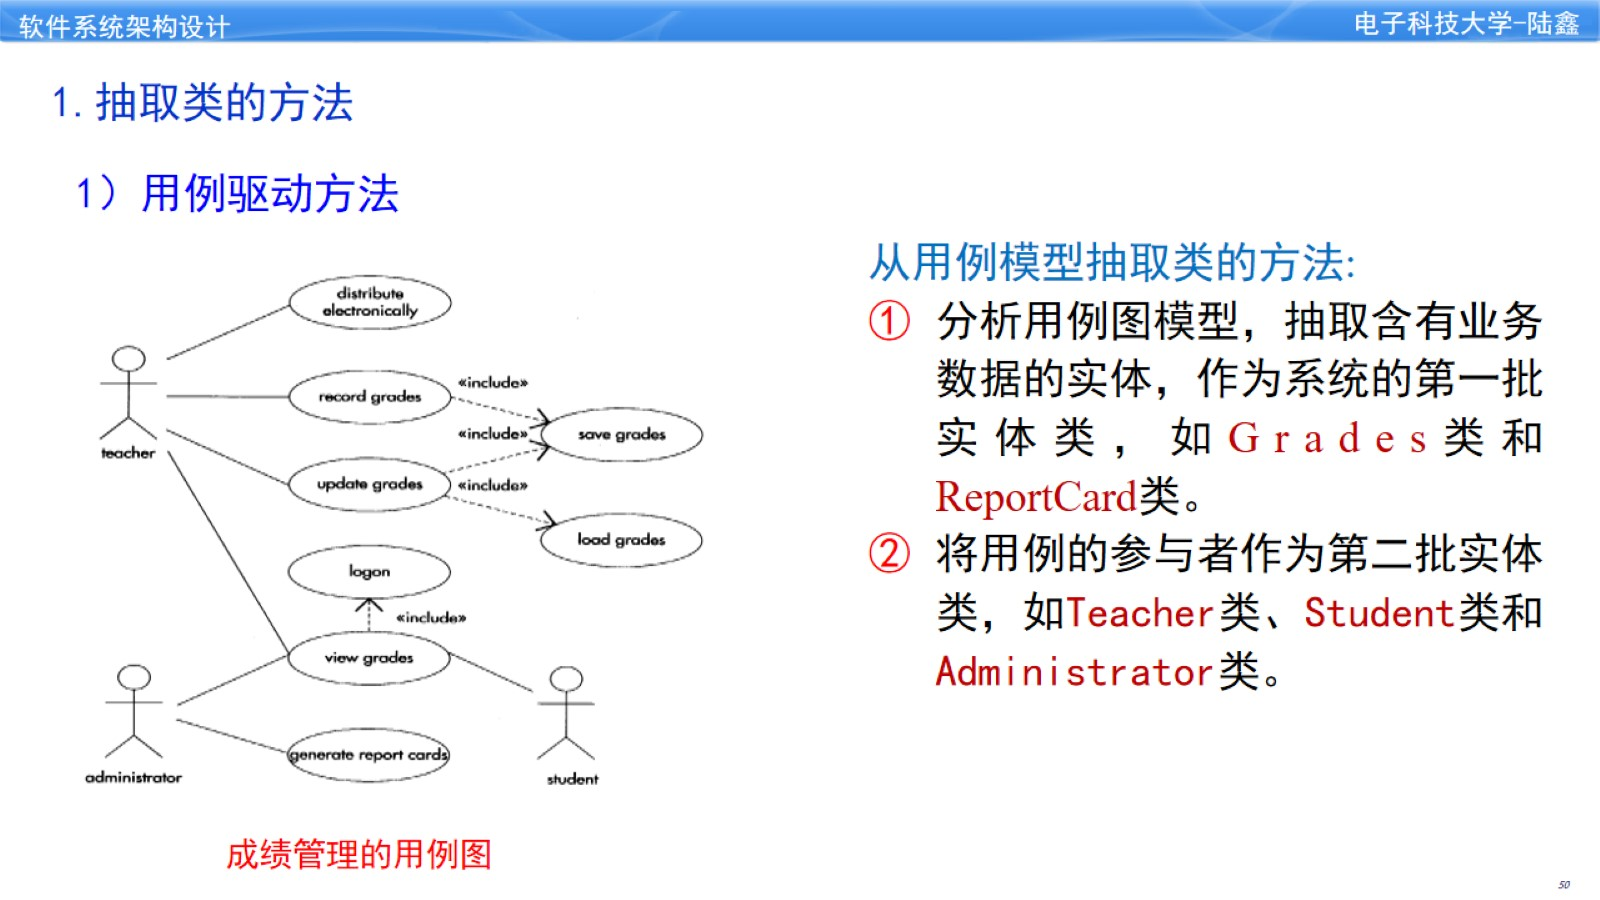 软件系统架构设计
电子科技大学-陆鑫
1.抽取类的方法
1）用例驱动方法
distribute
electronically
record grades
«include»
«include»
save grades
teacher
update grades
«include»
load grades
logon
«include»
view grades
generate report cards
administrator
student
成绩管理的用例图
从用例模型抽取类的方法:
① 分析用例图模型，抽取含有业务
数据的实体，作为系统的第一批
实体类，如Grades类和
ReportCard类。
② 将用例的参与者作为第二批实体
类，如Teacher类、Student类和
Administrator类。
50